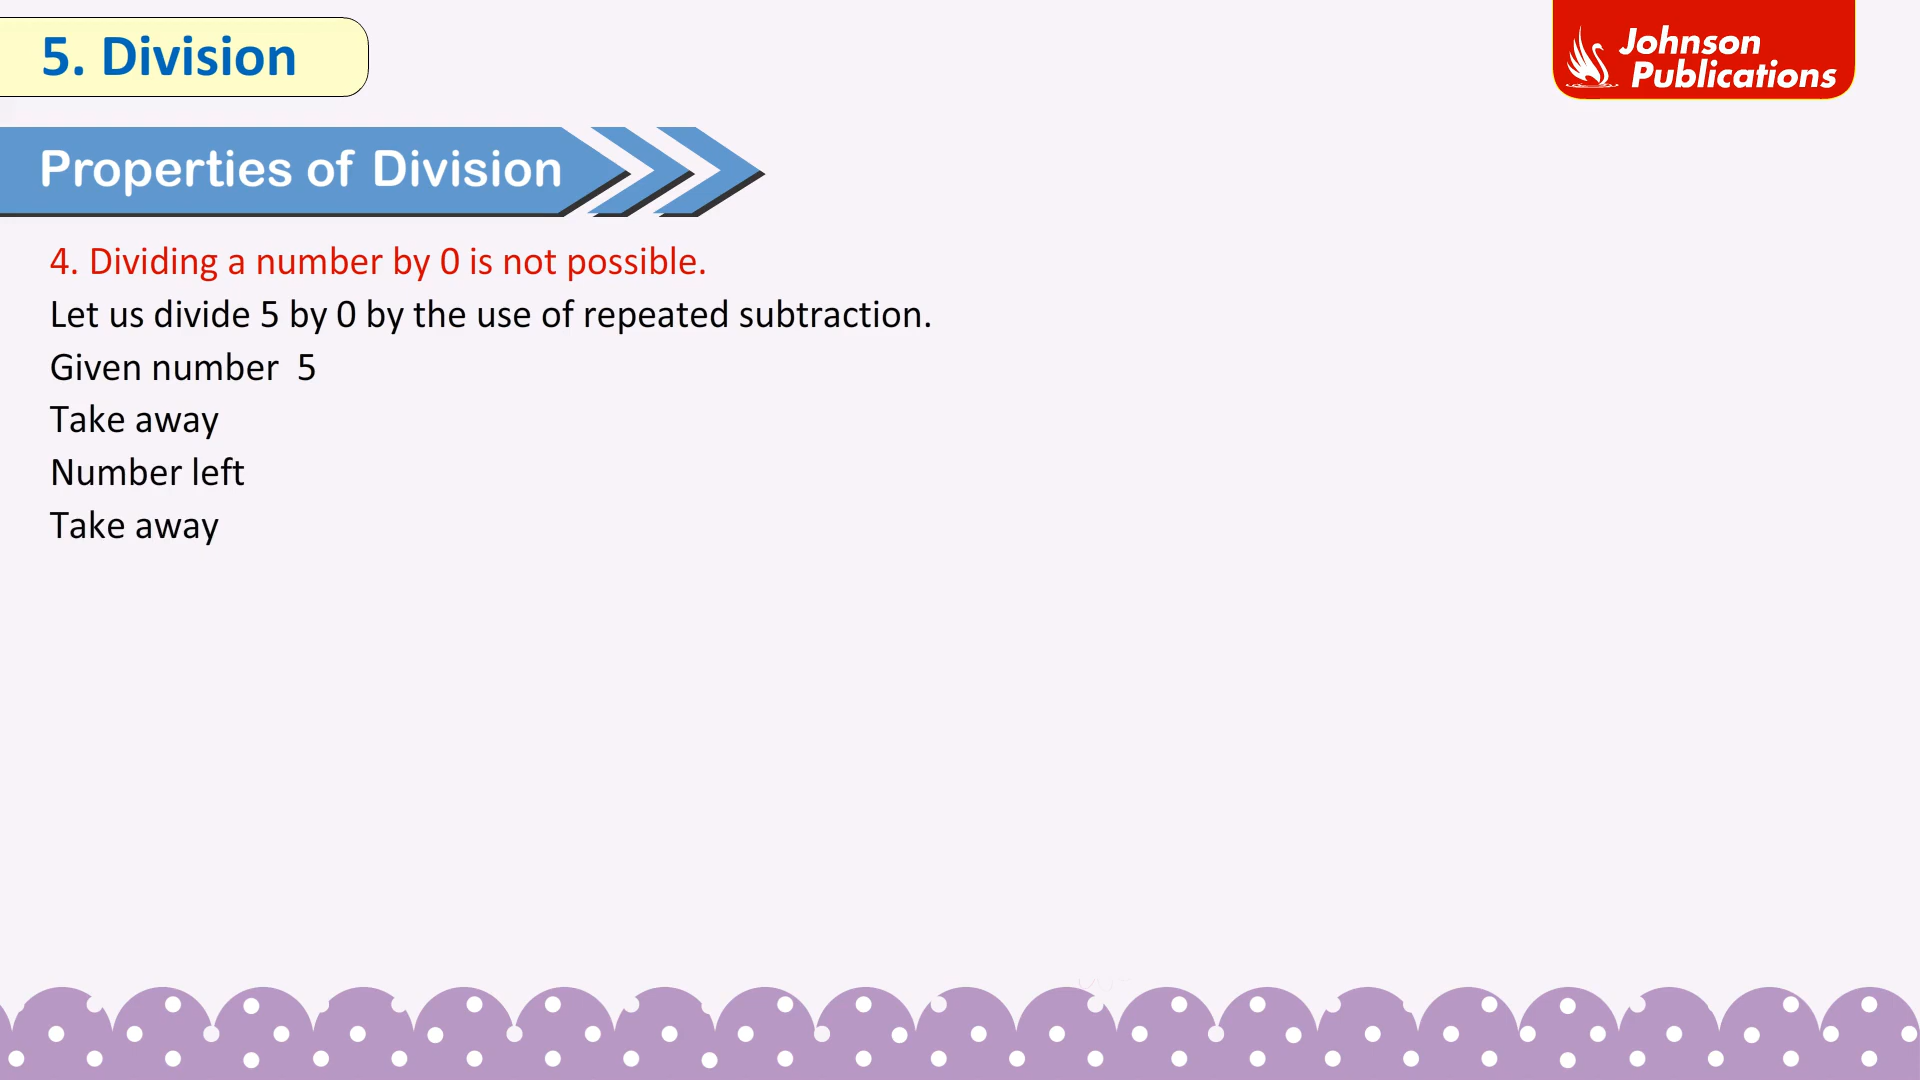 5. Division
Johnson
Publications
Properties of Division
4. Dividing a number by 0 is not possible.
Let us divide 5 by 0 by the use of repeated subtraction.
Given number  5
Take away
Number left
Take away